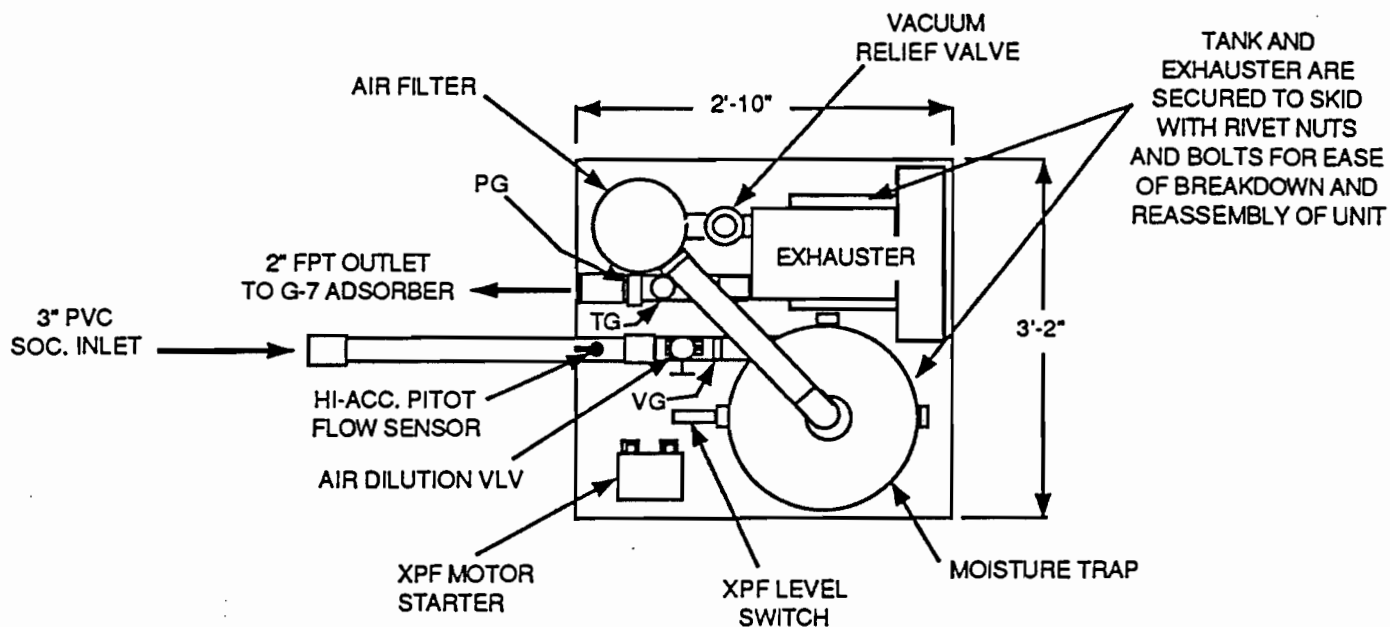 VACUUM
RELIEF VALVE
TANK AND
EXHAUSTER ARE
SECURED TO SKID
WITH RIVET NUTS
AND BOLTS FOR EASE
OF BREAKDOWN AND
REASSEMBLY OF UNIT
AIR FILTER
2'-10"
PG
EXHAUSTER
2" FPT OUTLET
TO G-7 ADSORBER
TG
3" PVC
SOC. INLET
3'-2"
HI-ACC. PITOT
FLOW SENSOR
VG
AIR DILUTION VLV
XPF MOTOR
STARTER
XPF LEVEL
SWITCH
MOISTURE TRAP